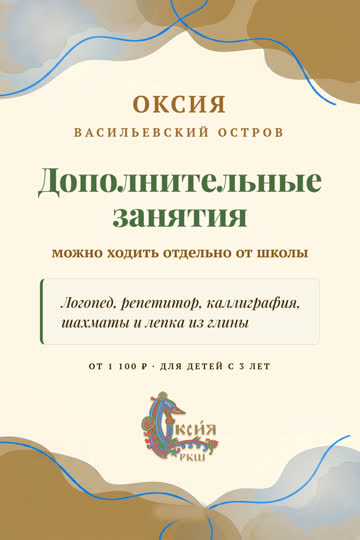 ОКСИЯ
ВАСИЛЬЕВСКИЙ ОСТРОВ
Дополнительные
занятия
можно ходить отдельно от школы
Логопед, репетитор, каллиграфия,
шахматы и лепка из глины
ОТ 1 100 ₽ · ДЛЯ ДЕТЕЙ С 3 ЛЕТ
Окси́я
РКШ